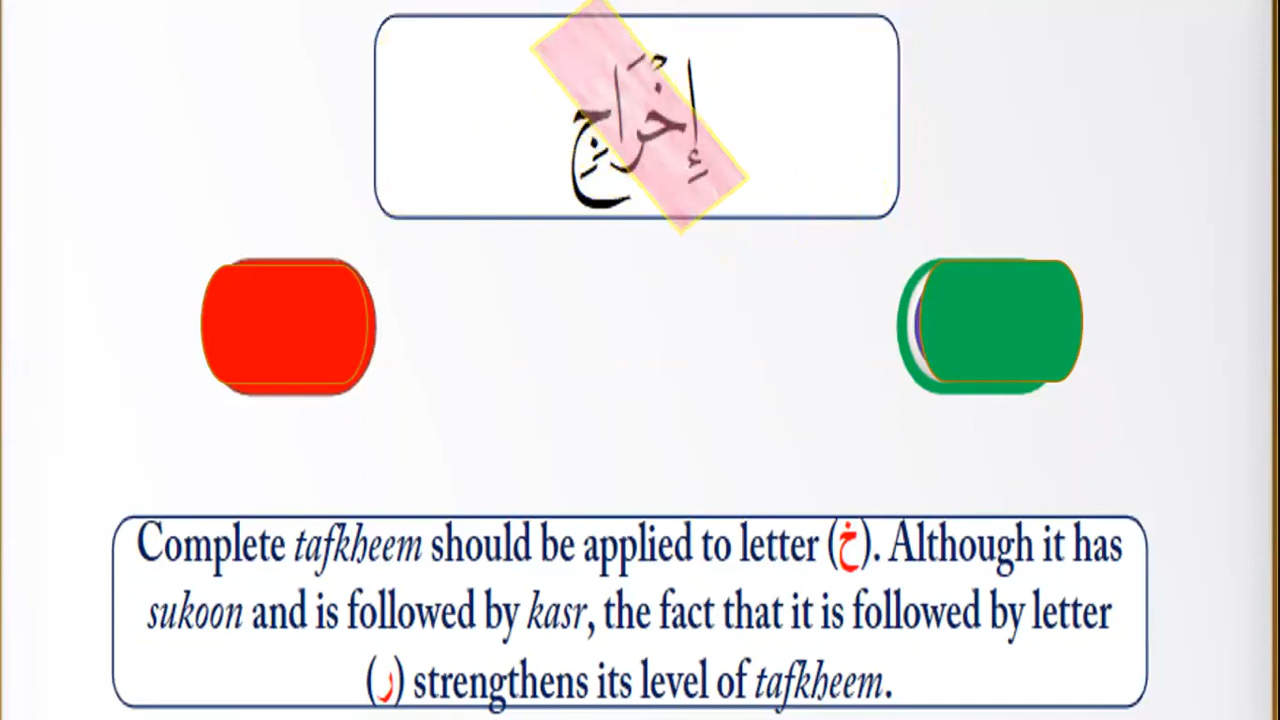 إِخْرَاجٍ
Complete tafkheem should be applied to letter (خ). Although it has
sukoon and is followed by kasr, the fact that it is followed by letter
(ر) strengthens its level of tafkheem.